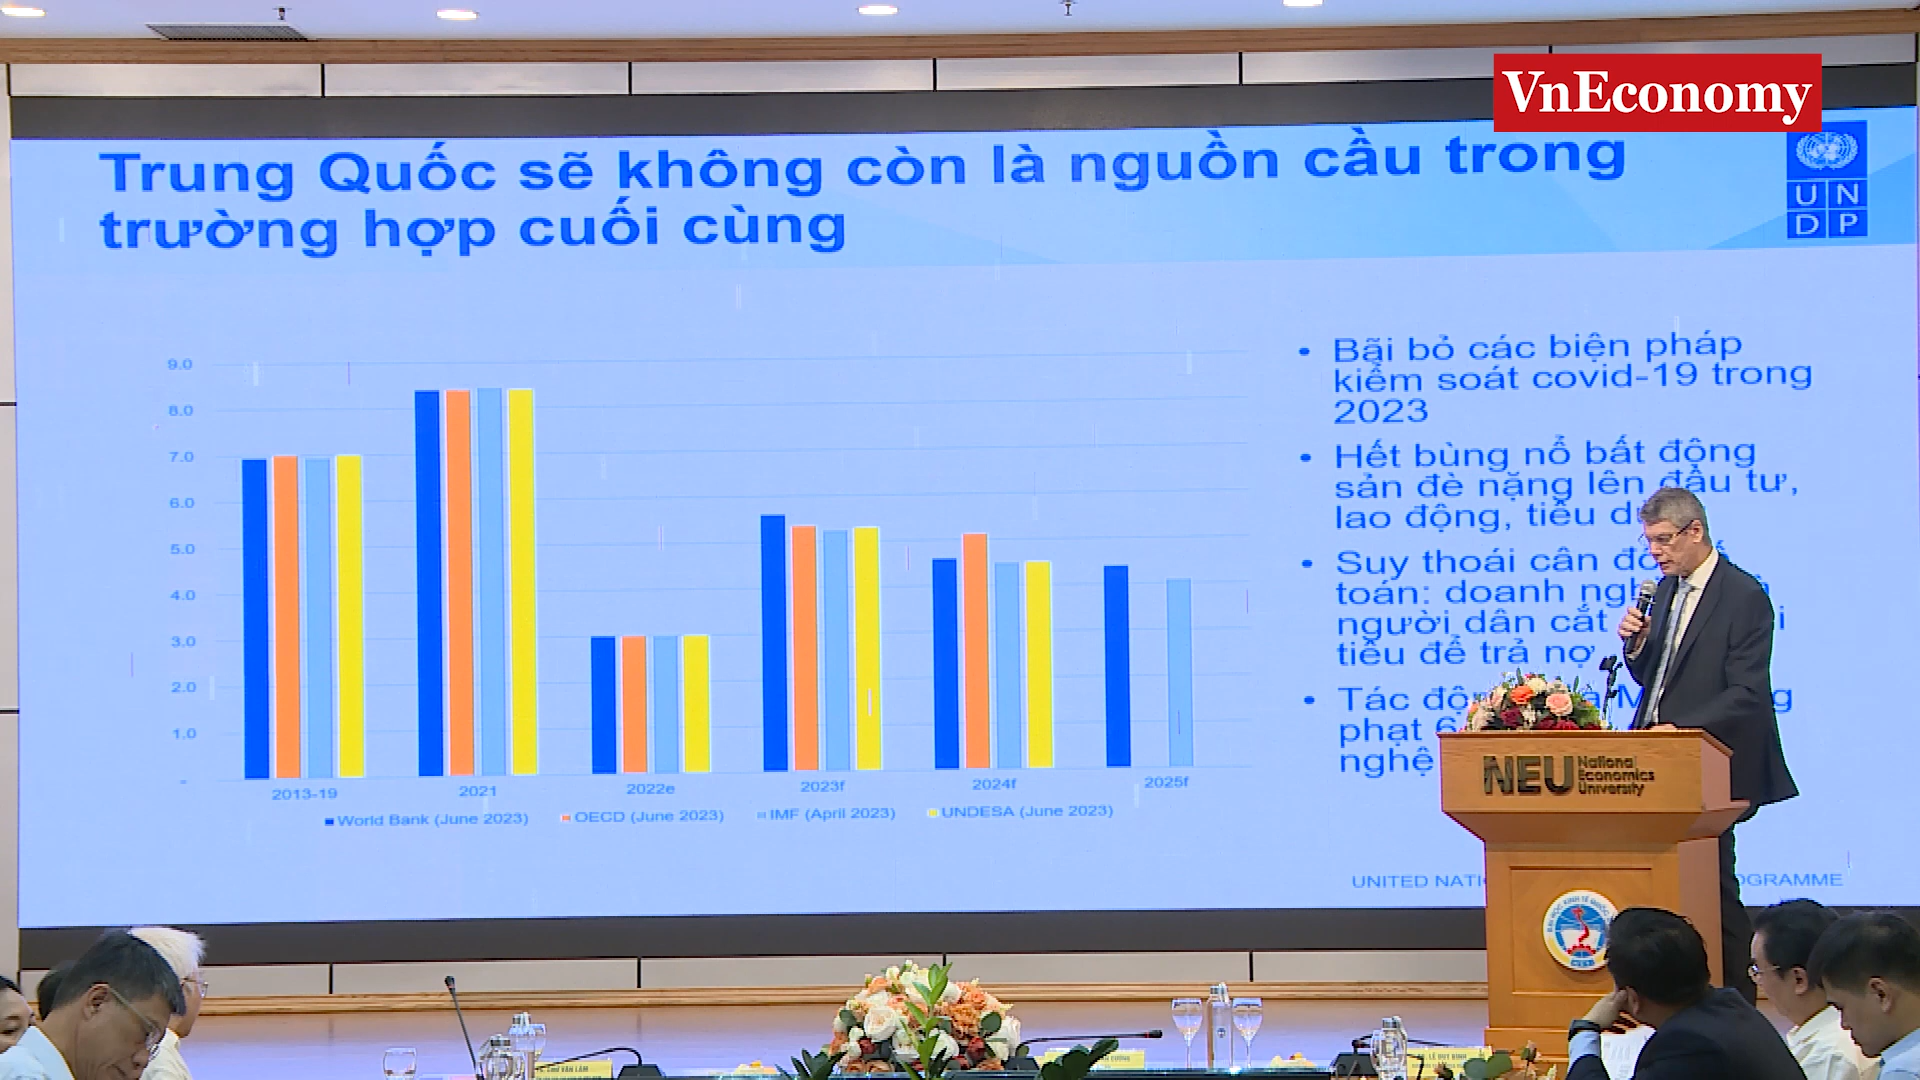 VnEconomy
Trung Quốc sẽ không còn là nguồn cầu trong
trường hợp cuối cùng
UN
DP
9.0
8.0
7.0
6.0
5.0
4.0
3.0
2.0
1.0
-
2013-19
2021
2022e
2023f
2024f
2025f
World Bank (June 2023)
OECD (June 2023)
IMF (April 2023)
UNDESA (June 2023)
• Bãi bỏ các biện pháp
kiểm soát covid-19 trong
2023
• Hết bùng nổ bất động
sản đè nặng lên đầu tư,
lao động, tiêu
• Suy thoái cân
toán: doanh
người dân cắt
tiêu để trả nợ
• Tác
phạt
nghệ
UNITED
NEU National
Economics
University